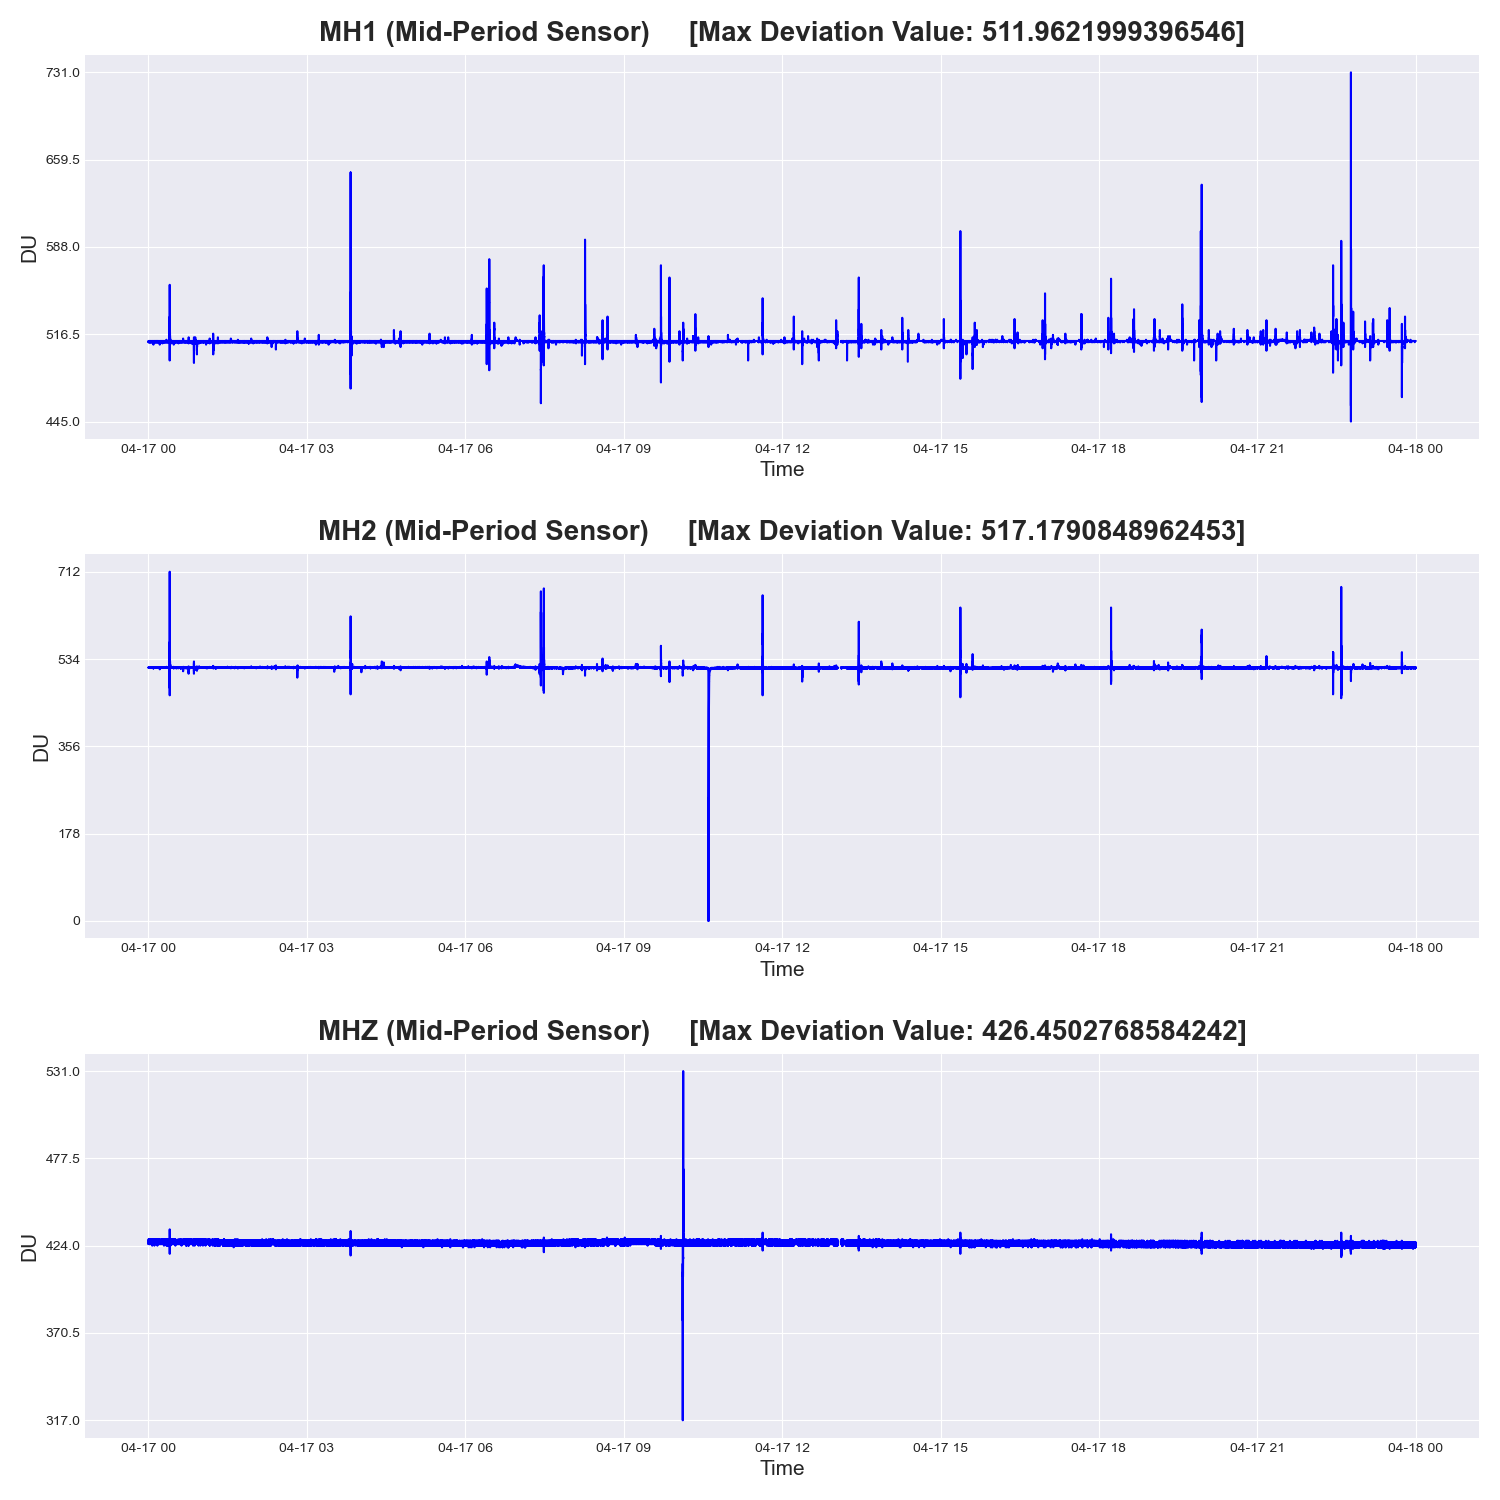 MH1 (Mid-Period Sensor) [Max Deviation Value: 511.9621999396546]
731.0
659.5
588.0
516.5
445.0
DU
04-17 00 04-17 03 04-17 06 04-17 09 04-17 12 04-17 15 04-17 18 04-17 21 04-18 00
Time
MH2 (Mid-Period Sensor) [Max Deviation Value: 517.1790848962453]
712
534
356
178
0
DU
04-17 00 04-17 03 04-17 06 04-17 09 04-17 12 04-17 15 04-17 18 04-17 21 04-18 00
Time
MHZ (Mid-Period Sensor) [Max Deviation Value: 426.4502768584242]
531.0
477.5
424.0
370.5
317.0
DU
04-17 00 04-17 03 04-17 06 04-17 09 04-17 12 04-17 15 04-17 18 04-17 21 04-18 00
Time